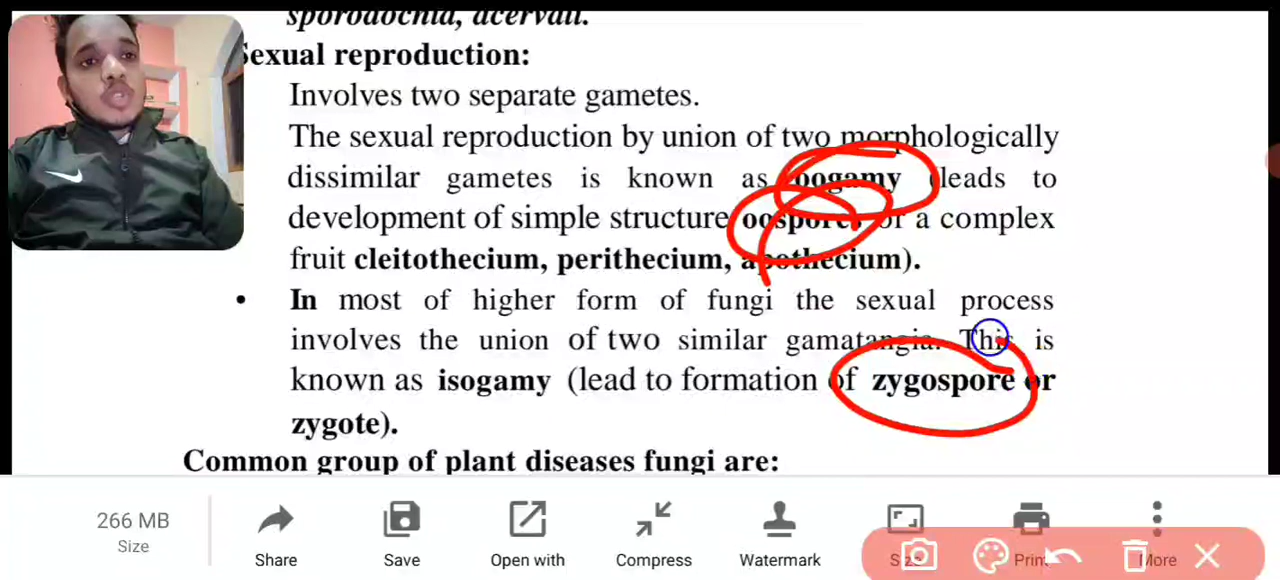 sporodochia, acervali.
Sexual reproduction:
Involves two separate gametes.
The sexual reproduction by union of two morphologically
dissimilar gametes is known as oogamy (leads to
development of simple structure oospores or a complex
fruit cleitothecium, perithecium, apothecium).
• In most of higher form of fungi the sexual process
involves the union of two similar gamatangia. This is
known as isogamy (lead to formation of zygospore or
zygote).
Common group of plant diseases fungi are:
266 MB
Size
Share
Save
Open with
Compress
Watermark
Size
Print
More